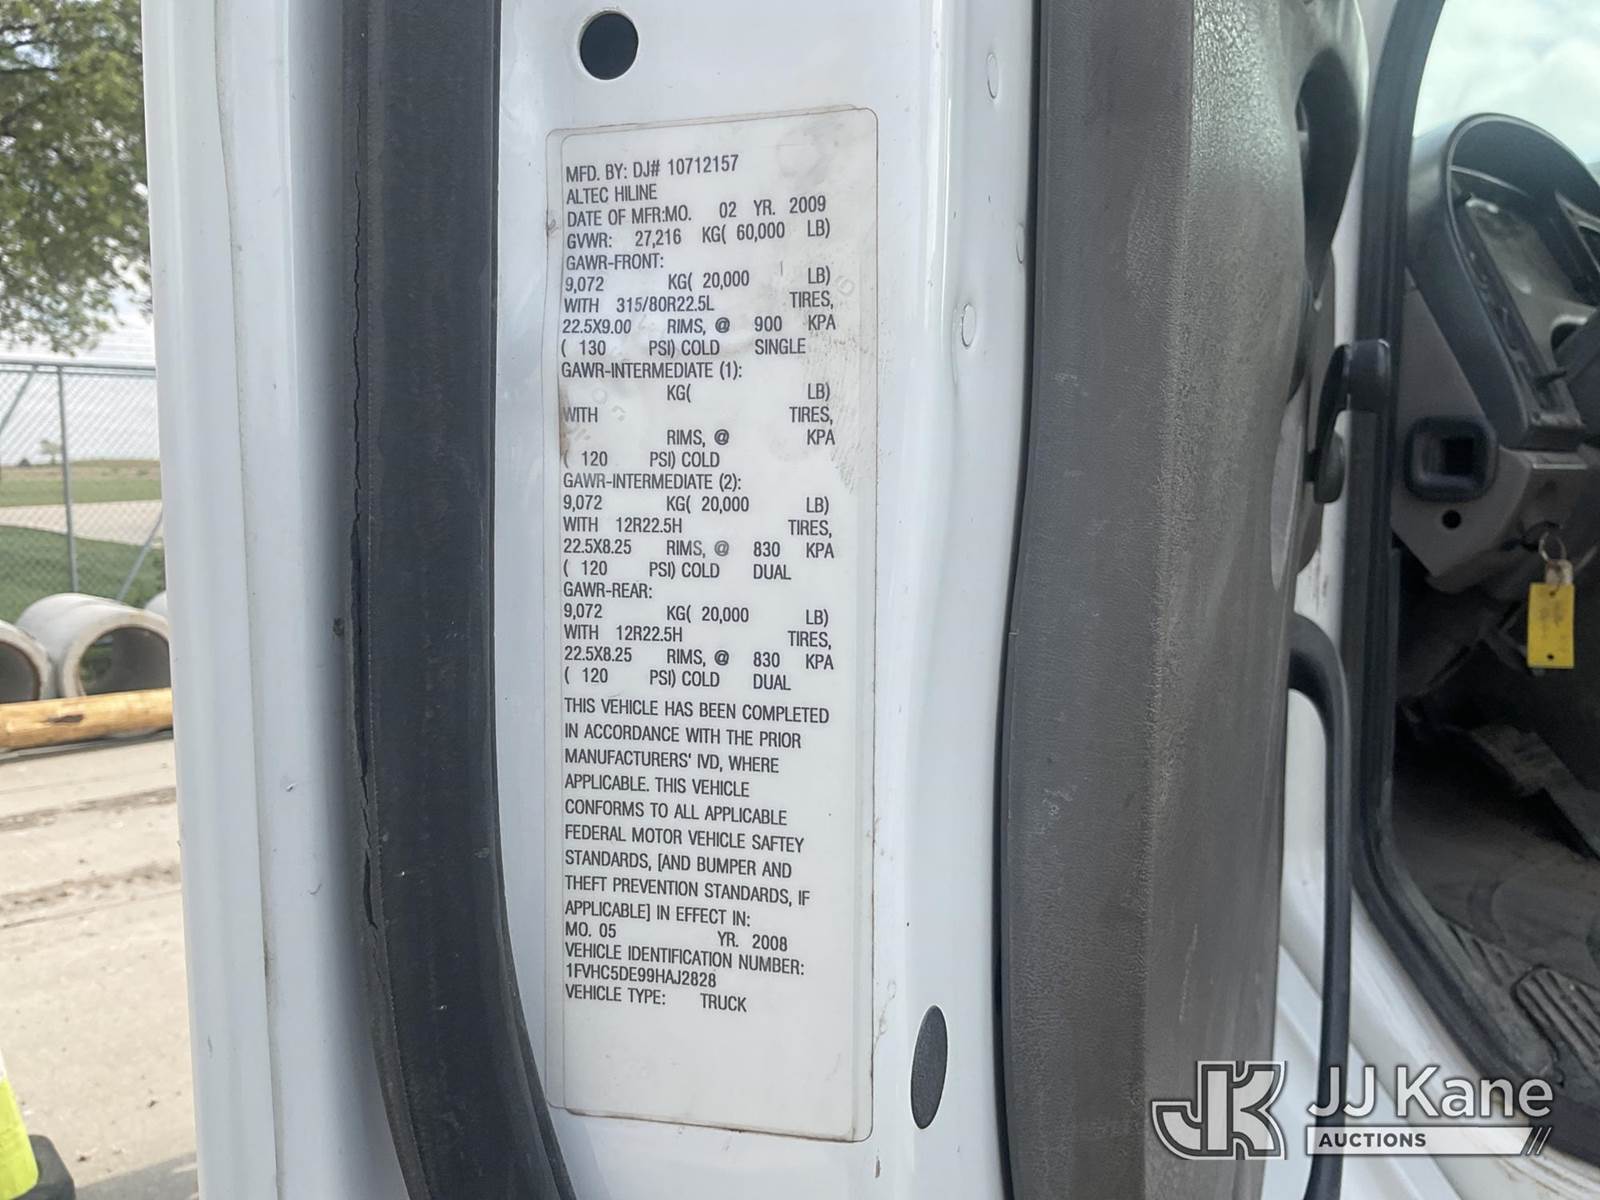 MFD. BY: DJ# 10712157
ALTEC HILINE
DATE OF MFR:MO. 02 YR. 2009
GVWR: 27,216 KG( 60,000 LB)
GAWR-FRONT:
9,072 KG( 20,000 LB)
WITH 315/80R22.5L TIRES,
22.5X9.00 RIMS, @ 900 KPA
( 130 PSI) COLD SINGLE
GAWR-INTERMEDIATE (1):
KG( LB)
WITH TIRES,
RIMS, @ KPA
( 120 PSI) COLD
GAWR-INTERMEDIATE (2):
9,072 KG( 20,000 LB)
WITH 12R22.5H TIRES,
22.5X8.25 RIMS, @ 830 KPA
( 120 PSI) COLD DUAL
GAWR-REAR:
9,072 KG( 20,000 LB)
WITH 12R22.5H TIRES,
22.5X8.25 RIMS, @ 830 KPA
( 120 PSI) COLD DUAL
THIS VEHICLE HAS BEEN COMPLETED
IN ACCORDANCE WITH THE PRIOR
MANUFACTURERS' IVD, WHERE
APPLICABLE. THIS VEHICLE
CONFORMS TO ALL APPLICABLE
FEDERAL MOTOR VEHICLE SAFTEY
STANDARDS, [AND BUMPER AND
THEFT PREVENTION STANDARDS, IF
APPLICABLE] IN EFFECT IN:
MO. 05 YR. 2008
VEHICLE IDENTIFICATION NUMBER:
1FVHC5DE99HAJ2828
VEHICLE TYPE: TRUCK
JK JJ Kane
AUCTIONS